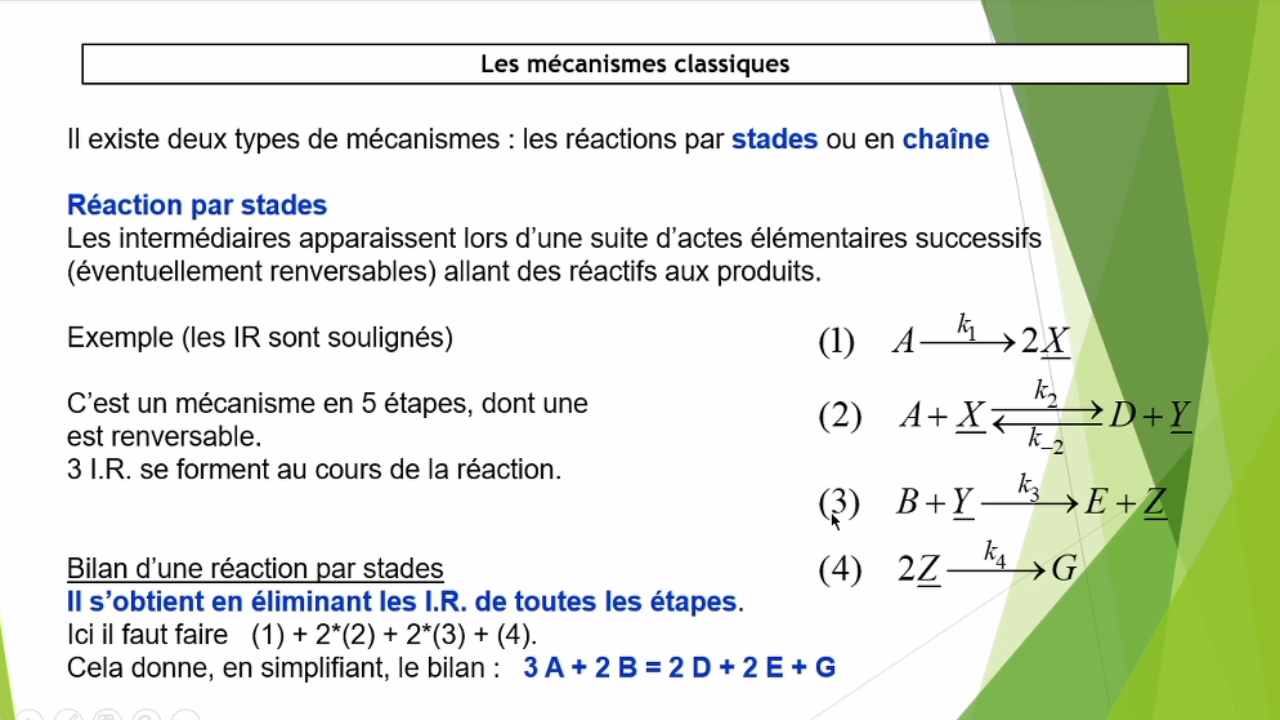 Les mécanismes classiques
Il existe deux types de mécanismes : les réactions par stades ou en chaîne
Réaction par stades
Les intermédiaires apparaissent lors d’une suite d’actes élémentaires successifs
(éventuellement renversables) allant des réactifs aux produits.
Exemple (les IR sont soulignés)
(1) A —k₁→ 2X
C’est un mécanisme en 5 étapes, dont une
est renversable.
3 I.R. se forment au cours de la réaction.
(2) A + X ⇄ D + Y k₂ k₋₂
(3) B + Y —k₃→ E + Z
(4) 2Z —k₄→ G
Bilan d’une réaction par stades
Il s’obtient en éliminant les I.R. de toutes les étapes.
Ici il faut faire (1) + 2*(2) + 2*(3) + (4).
Cela donne, en simplifiant, le bilan : 3 A + 2 B = 2 D + 2 E + G